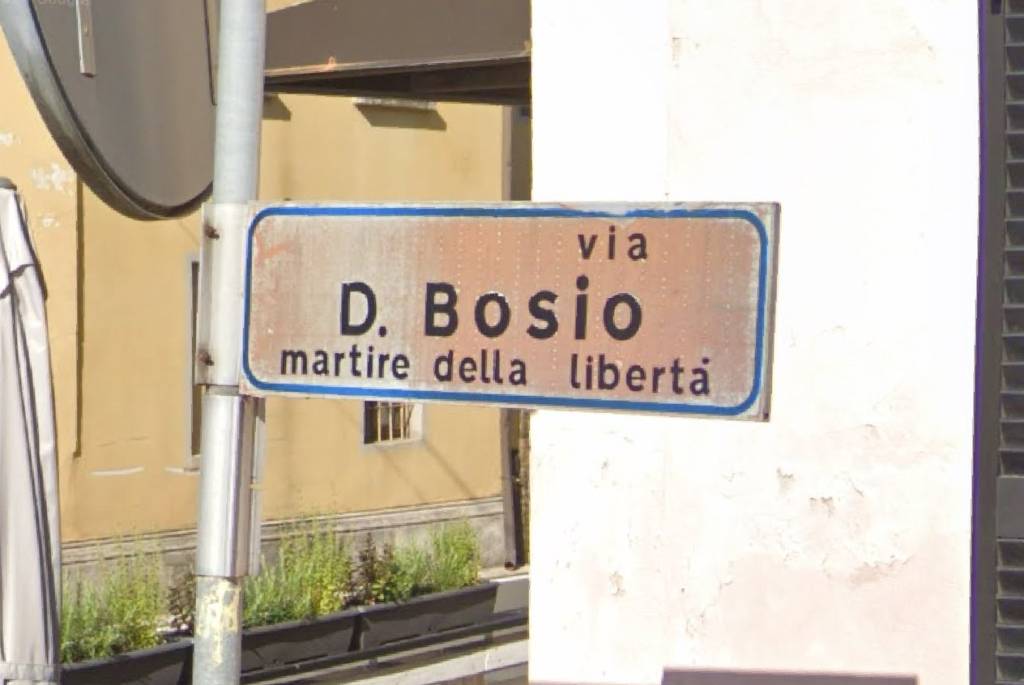 via
D. Bosio
martire della libertà